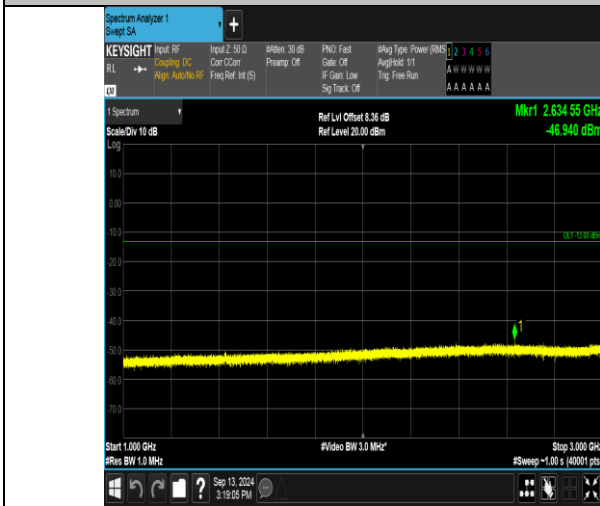 Spectrum Analyzer 1
Swept SA
+
KEYSIGHT Input: RF Input Z: 50 Ω #Atten: 30 dB PNO: Fast #Avg Type: Power (RMS 1 2 3 4 5 6
RL Coupling: DC Corr CCorr Preamp: Off Gate: Off Avg|Hold: 1/1 A W W W W W
Align: Auto/No RF Freq Ref: Int (S) IF Gain: Low Trig: Free Run
Sig Track: Off A A A A A A
1 Spectrum Ref Lvl Offset 8.36 dB Mkr1 2.634 55 GHz
Scale/Div 10 dB Ref Level 20.00 dBm -46.940 dBm
Log
10.0
0.00
-10.0
DL1 -13.00 dBm
-20.0
-30.0
-40.0
1
-50.0
-60.0
-70.0
Start 1.000 GHz #Video BW 3.0 MHz* Stop 3.000 GHz
#Res BW 1.0 MHz #Sweep ~1.00 s (40001 pts
? Sep 13, 2024
3:19:05 PM